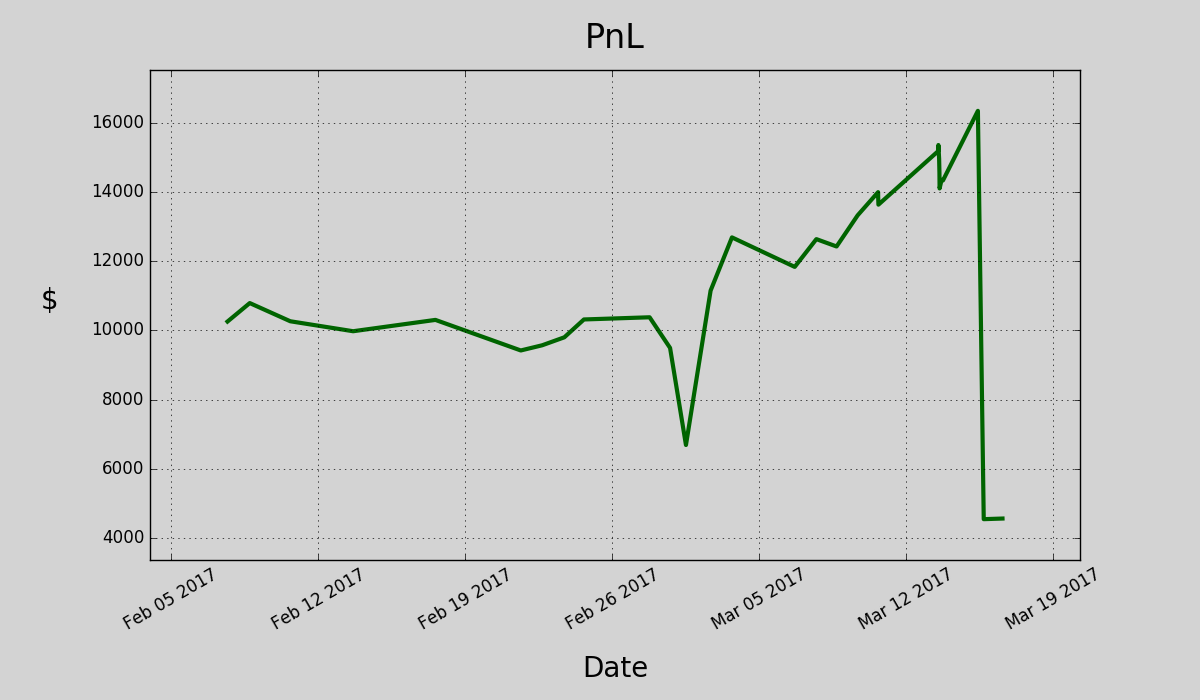 PnL
16000
14000
12000
10000
8000
6000
4000
$
Feb 05 2017
Feb 12 2017
Feb 19 2017
Feb 26 2017
Mar 05 2017
Mar 12 2017
Mar 19 2017
Date